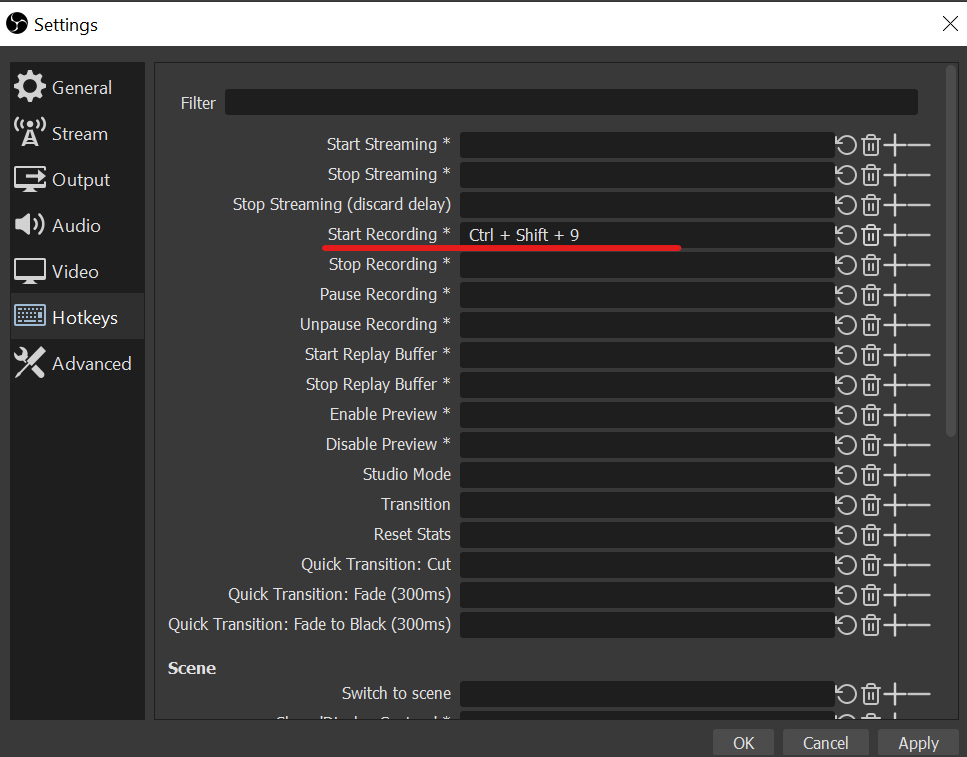 Settings
General
Stream
Output
Audio
Video
Hotkeys
Advanced
Filter
Start Streaming *
Stop Streaming *
Stop Streaming (discard delay)
Start Recording * Ctrl + Shift + 9
Stop Recording *
Pause Recording *
Unpause Recording *
Start Replay Buffer *
Stop Replay Buffer *
Enable Preview *
Disable Preview *
Studio Mode
Transition
Reset Stats
Quick Transition: Cut
Quick Transition: Fade (300ms)
Quick Transition: Fade to Black (300ms)
Scene
Switch to scene
OK Cancel Apply